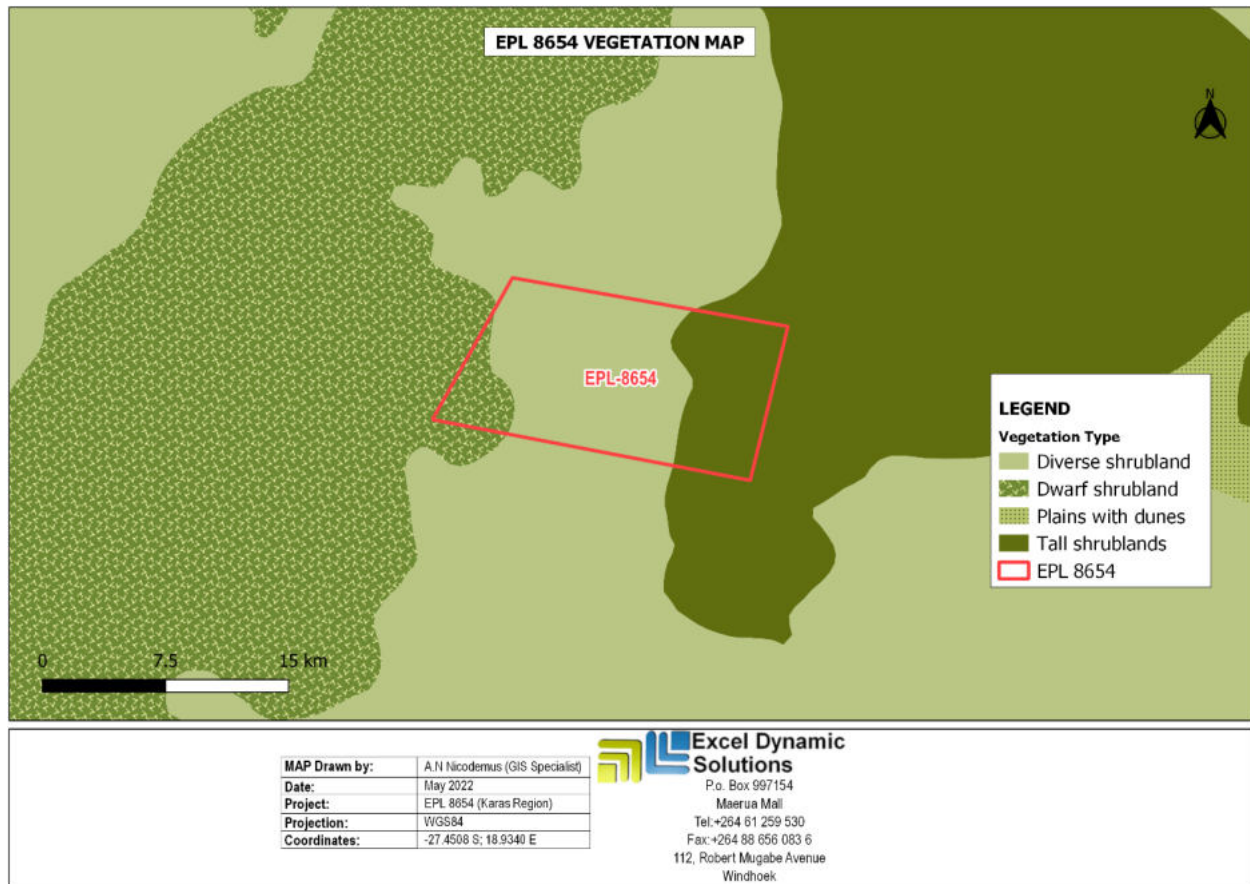 EPL 8654 VEGETATION MAP
N
EPL-8654
LEGEND
Vegetation Type
Diverse shrubland
Dwarf shrubland
Plains with dunes
Tall shrublands
EPL 8654
0 7.5 15 km
MAP Drawn by: A.N Nicodemus (GIS Specialist)
Date: May 2022
Project: EPL 8654 (Karas Region)
Projection: WGS84
Coordinates: -27.4508 S; 18.9340 E
Excel Dynamic
Solutions
P.o. Box 997154
Maerua Mall
Tel:+264 61 259 530
Fax:+264 88 656 083 6
112, Robert Mugabe Avenue
Windhoek